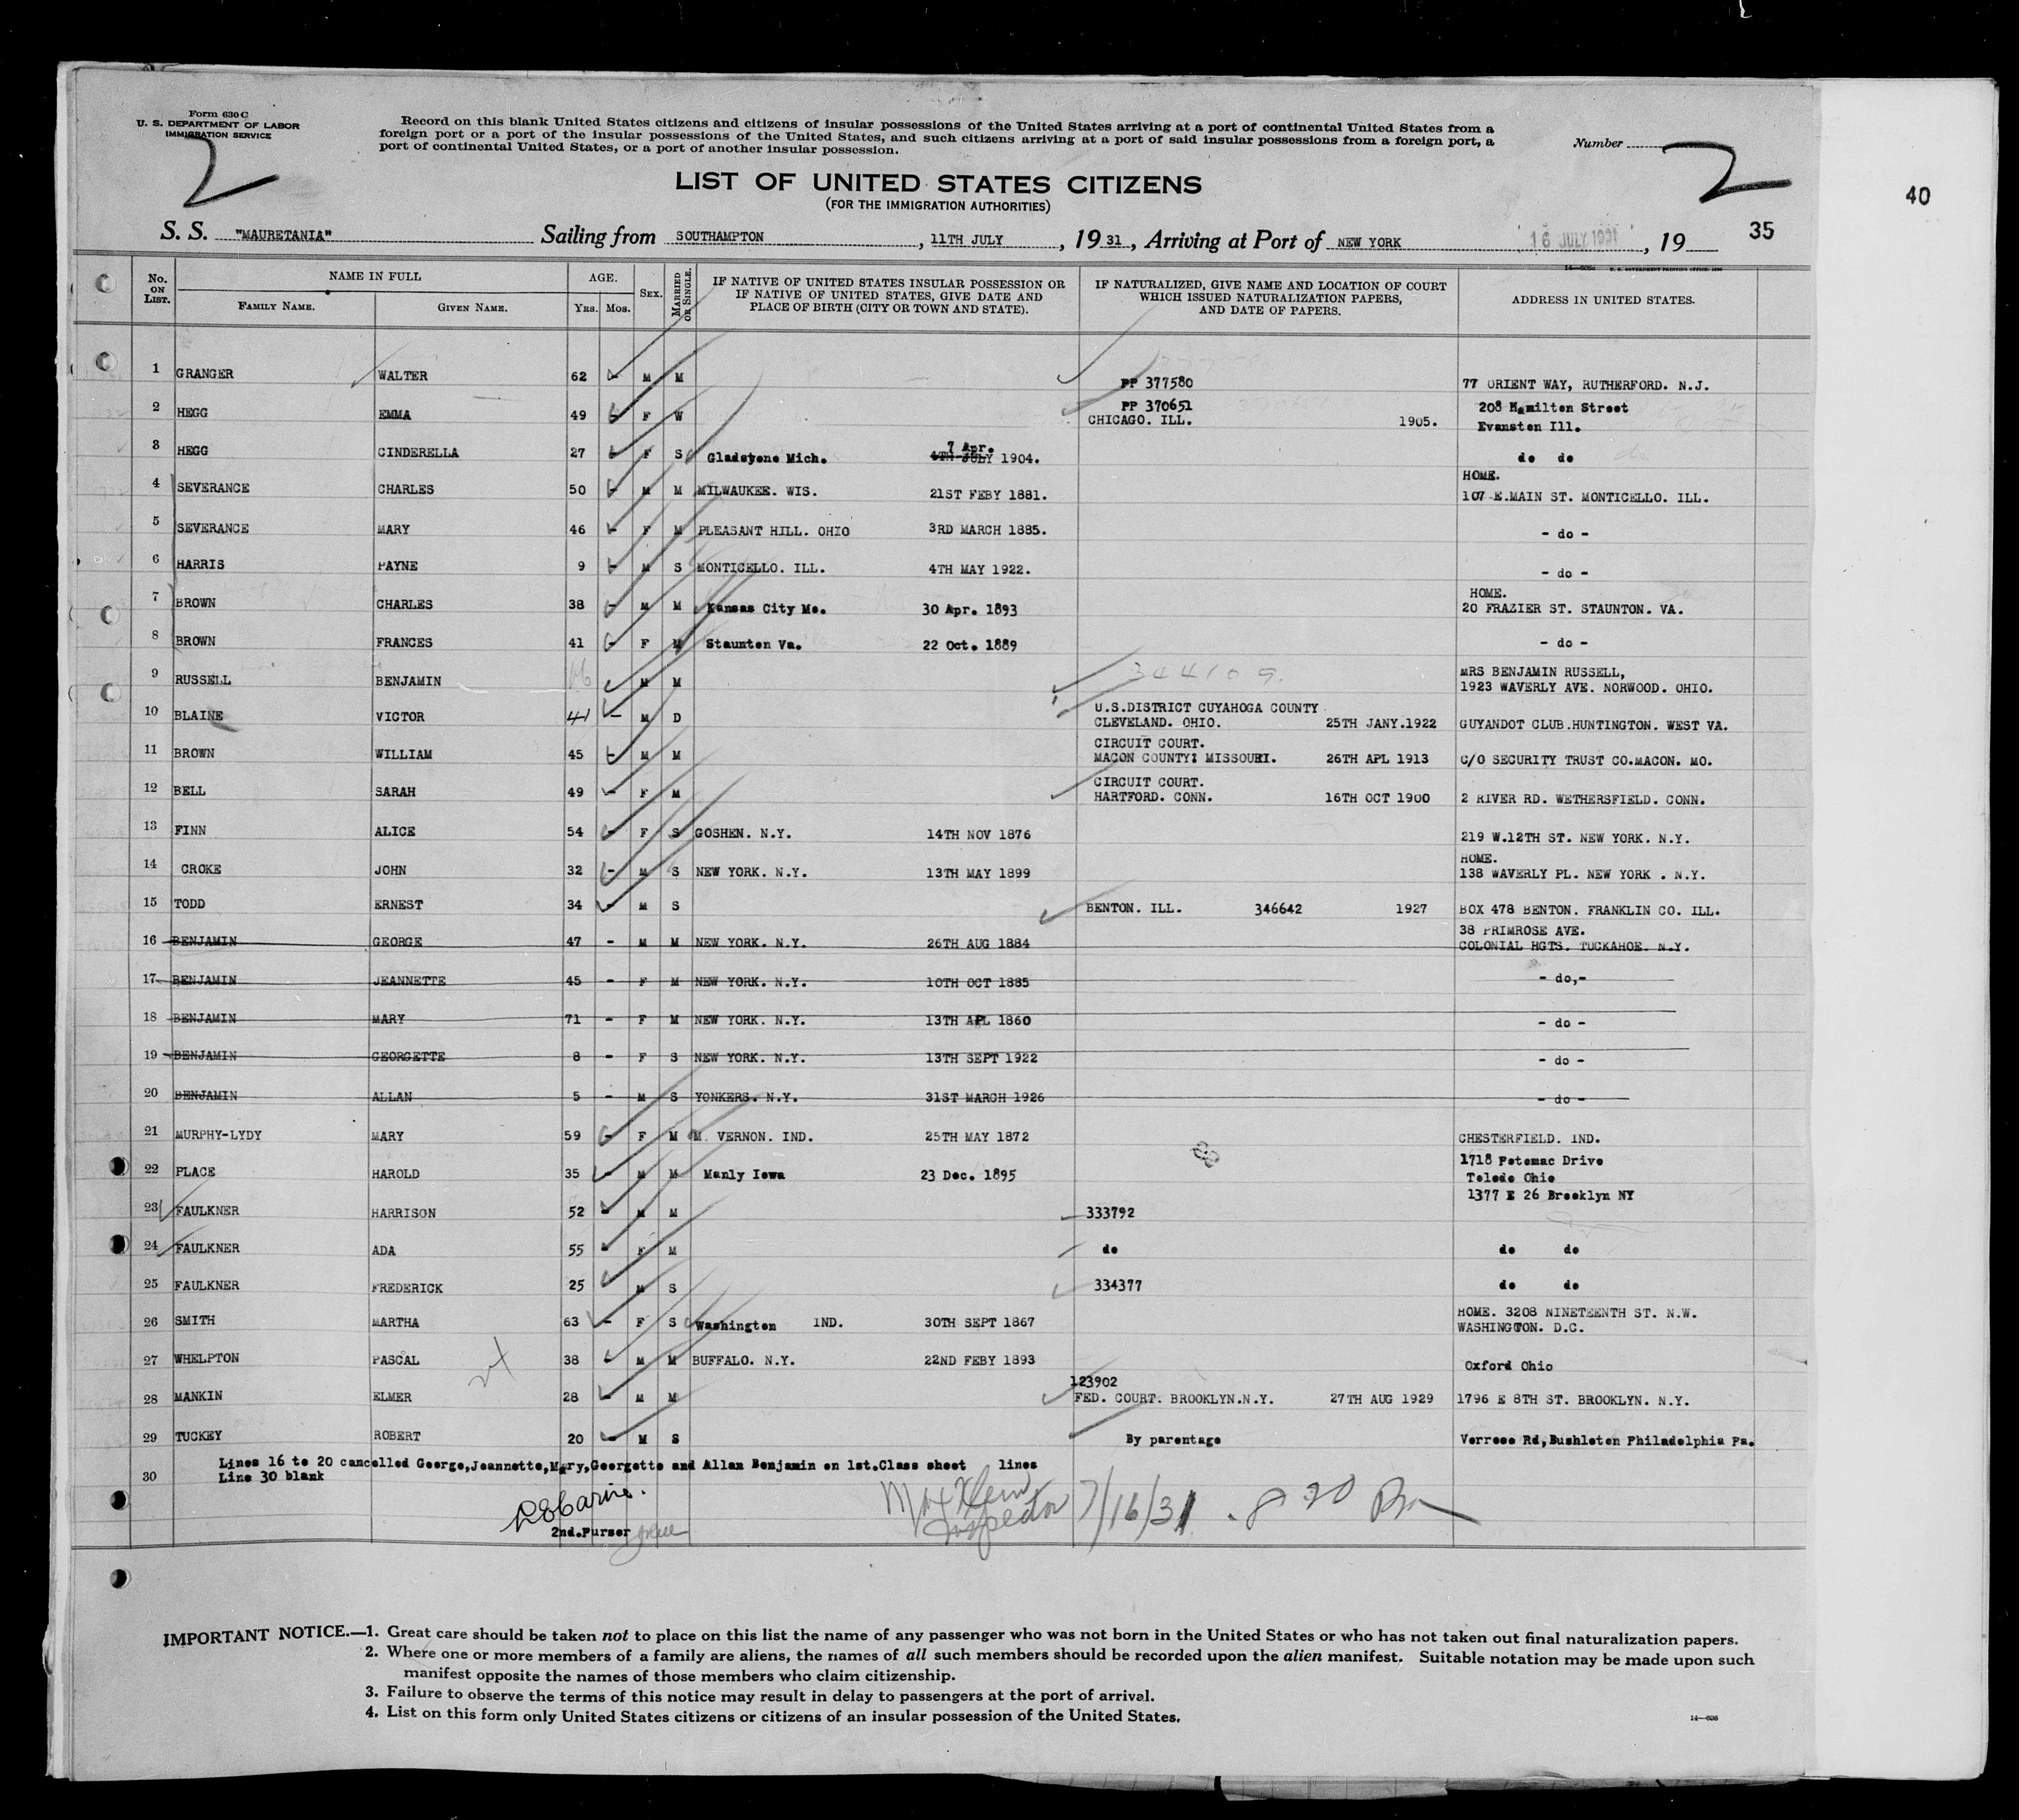 40
Form 630 C
U. S. DEPARTMENT OF LABOR
IMMIGRATION SERVICE
2
Record on this blank United States citizens and citizens of insular possessions of the United States arriving at a port of continental United States from a
foreign port or a port of the insular possessions of the United States, and such citizens arriving at a port of said insular possessions from a foreign port, a
port of continental United States, or a port of another insular possession.
Number
2
LIST OF UNITED STATES CITIZENS
(FOR THE IMMIGRATION AUTHORITIES)
35
S. S. "MAURETANIA" Sailing from SOUTHAMPTON, 11TH JULY, 19 31, Arriving at Port of NEW YORK 16 JULY 1931, 19
No. ON LIST. NAME IN FULL AGE. SEX. MARRIED OR SINGLE. IF NATIVE OF UNITED STATES INSULAR POSSESSION OR IF NATIVE OF UNITED STATES, GIVE DATE AND PLACE OF BIRTH (CITY OR TOWN AND STATE). IF NATURALIZED, GIVE NAME AND LOCATION OF COURT WHICH ISSUED NATURALIZATION PAPERS, AND DATE OF PAPERS. ADDRESS IN UNITED STATES.
FAMILY NAME. GIVEN NAME. YRS. MOS.
1 GRANGER WALTER 62 - M M PP 377580 77 ORIENT WAY, RUTHERFORD. N.J.
2 HEGG EMMA 49 - F W PP 370651 CHICAGO. ILL. 1905. 208 Hamilton Street Evansten Ill.
3 HEGG CINDERELLA 27 - F S Gladstone Mich. 7 Apr. 4TH JULY 1904. do do
4 SEVERANCE CHARLES 50 - M M MILWAUKEE. WIS. 21ST FEBY 1881. HOME. 107 E.MAIN ST. MONTICELLO. ILL.
5 SEVERANCE MARY 46 - F M PLEASANT HILL. OHIO 3RD MARCH 1885. - do -
6 HARRIS PAYNE 9 - M S MONTICELLO. ILL. 4TH MAY 1922. - do -
7 BROWN CHARLES 38 - M M Kansas City Mo. 30 Apr. 1893 HOME. 20 FRAZIER ST. STAUNTON. VA.
8 BROWN FRANCES 41 - F M Staunton Va. 22 Oct. 1889 - do -
9 RUSSELL BENJAMIN M M 344109. MRS BENJAMIN RUSSELL, 1923 WAVERLY AVE. NORWOOD. OHIO.
10 BLAINE VICTOR 41 - M D U.S.DISTRICT CUYAHOGA COUNTY CLEVELAND. OHIO. 25TH JANY.1922 GUYANDOT CLUB.HUNTINGTON. WEST VA.
11 BROWN WILLIAM 45 - M M CIRCUIT COURT. MACON COUNTY: MISSOURI. 26TH APL 1913 C/O SECURITY TRUST CO.MACON. MO.
12 BELL SARAH 49 - F M CIRCUIT COURT. HARTFORD. CONN. 16TH OCT 1900 2 RIVER RD. WETHERSFIELD. CONN.
13 FINN ALICE 54 - F S GOSHEN. N.Y. 14TH NOV 1876 219 W.12TH ST. NEW YORK. N.Y.
14 CROKE JOHN 32 - M S NEW YORK. N.Y. 13TH MAY 1899 HOME. 138 WAVERLY PL. NEW YORK . N.Y.
15 TODD ERNEST 34 - M S BENTON. ILL. 346642 1927 BOX 478 BENTON. FRANKLIN CO. ILL.
16 BENJAMIN GEORGE 47 - M M NEW YORK. N.Y. 26TH AUG 1884 38 PRIMROSE AVE. COLONIAL HGTS. TUCKAHOE. N.Y.
17 BENJAMIN JEANNETTE 45 - F M NEW YORK. N.Y. 10TH OCT 1885 - do,-
18 BENJAMIN MARY 71 - F M NEW YORK. N.Y. 13TH APL 1860 - do -
19 BENJAMIN GEORGETTE 8 - F S NEW YORK. N.Y. 13TH SEPT 1922 - do -
20 BENJAMIN ALLAN 5 - M S YONKERS. N.Y. 31ST MARCH 1926 - do -
21 MURPHY-LYDY MARY 59 - F M M. VERNON. IND. 25TH MAY 1872 CHESTERFIELD. IND.
22 PLACE HAROLD 35 - M M Manly Iowa 23 Dec. 1895 1718 Potomac Drive Toledo Ohio
23 FAULKNER HARRISON 52 - M M 333792 1377 E 26 Brooklyn NY
24 FAULKNER ADA 55 - F M do do do
25 FAULKNER FREDERICK 25 M S 334377 do do
26 SMITH MARTHA 63 - F S Washington IND. 30TH SEPT 1867 HOME. 3208 NINETEENTH ST. N.W. WASHINGTON. D.C.
27 WHELPTON PASCAL 38 - M M BUFFALO. N.Y. 22ND FEBY 1893 Oxford Ohio
28 MANKIN ELMER 28 - M M 123902 FED. COURT. BROOKLYN.N.Y. 27TH AUG 1929 1796 E 8TH ST. BROOKLYN. N.Y.
29 TUCKEY ROBERT 20 - M S By parentage Verreee Rd,Bushleton Philadelphia Pa.
Lines 16 to 20 cancelled George,Jeannette,Mary,Georgette and Allan Benjamin on 1st.Class sheet lines
30 Line 30 blank
2nd.Purser
Max Klein Inspector 7/16/31. 8 20 Pm
IMPORTANT NOTICE.—1. Great care should be taken not to place on this list the name of any passenger who was not born in the United States or who has not taken out final naturalization papers.
2. Where one or more members of a family are aliens, the names of all such members should be recorded upon the alien manifest. Suitable notation may be made upon such
manifest opposite the names of those members who claim citizenship.
3. Failure to observe the terms of this notice may result in delay to passengers at the port of arrival.
4. List on this form only United States citizens or citizens of an insular possession of the United States.
14—608